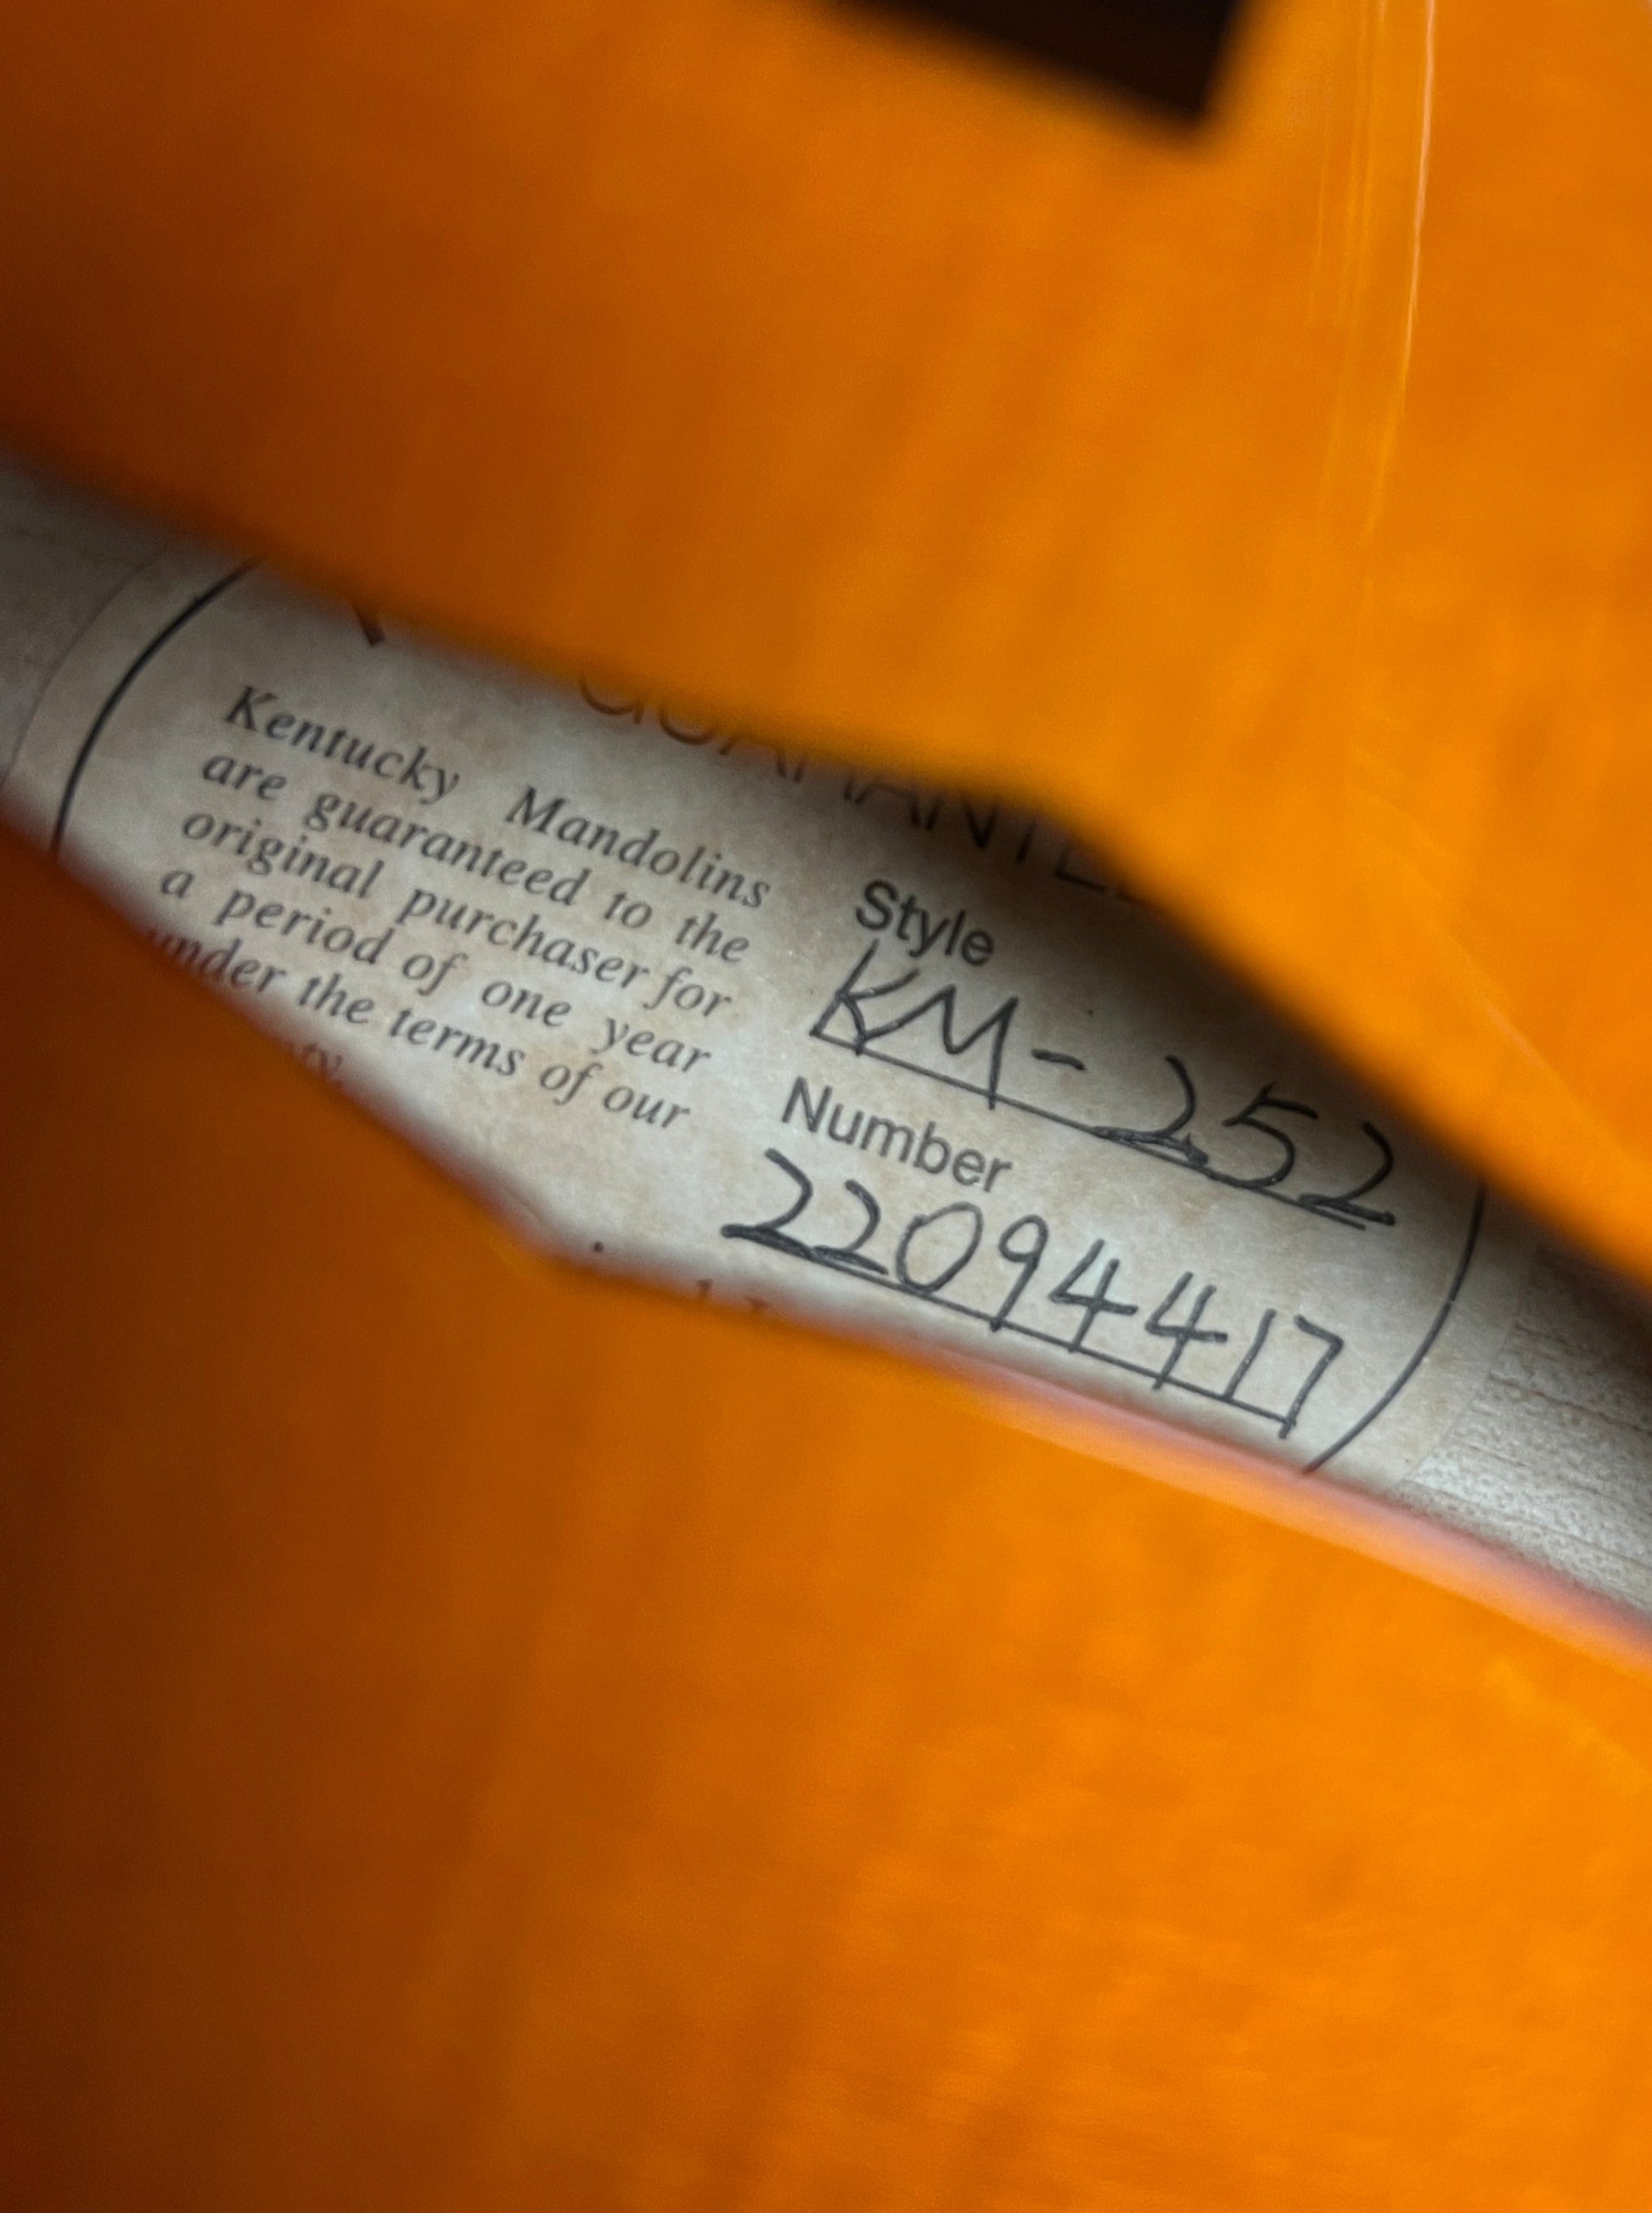 GUARANTEE
Kentucky Mandolins
are guaranteed to the
original purchaser for
a period of one year
under the terms of our
Style
KM-252
Number
22094417